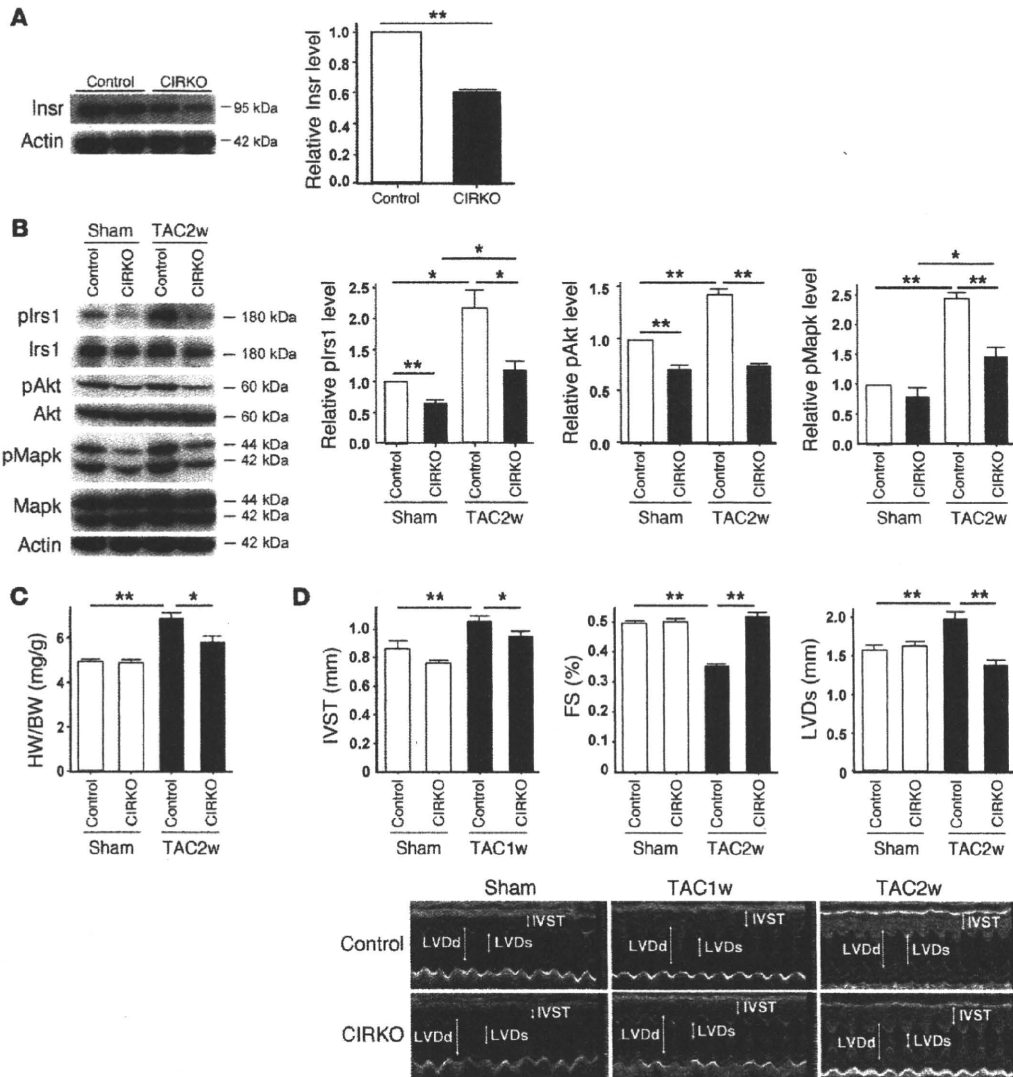 A
Control CIRKO
Insr – 95 kDa
Actin – 42 kDa
**
Relative Insr level
1.0
1.0
0.8
0.6
0.4
0.2
0.0
Control
CIRKO
B
Sham TAC2w
Control CIRKO Control CIRKO
pIrs1 – 180 kDa
Irs1 – 180 kDa
pAkt – 60 kDa
Akt – 60 kDa
pMapk – 44 kDa
– 42 kDa
Mapk – 44 kDa
– 42 kDa
Actin – 42 kDa
*
* *
**
Relative pIrs1 level
2.5
2.0
1.5
1.0
0.5
0.0
Control CIRKO Control CIRKO
Sham TAC2w
** **
**
Relative pAkt level
1.5
1.0
0.5
0.0
Control CIRKO Control CIRKO
Sham TAC2w
*
** **
Relative pMapk level
2.5
2.0
1.5
1.0
0.5
0.0
Control CIRKO Control CIRKO
Sham TAC2w
C
** *
HW/BW (mg/g)
6
4
2
0
Control CIRKO Control CIRKO
Sham TAC2w
D
** *
IVST (mm)
1.0
0.8
0.6
0.4
0.2
0
Control CIRKO Control CIRKO
Sham TAC1w
** **
FS (%)
0.5
0.4
0.3
0.2
0.1
Control CIRKO Control CIRKO
Sham TAC2w
** **
LVDs (mm)
2.0
1.5
1.0
0
Control CIRKO Control CIRKO
Sham TAC2w
Sham TAC1w TAC2w
Control
LVDd LVDs IVST
LVDd LVDs IVST
LVDd LVDs IVST
CIRKO
LVDd LVDs IVST
LVDd LVDs IVST
LVDd LVDs IVST